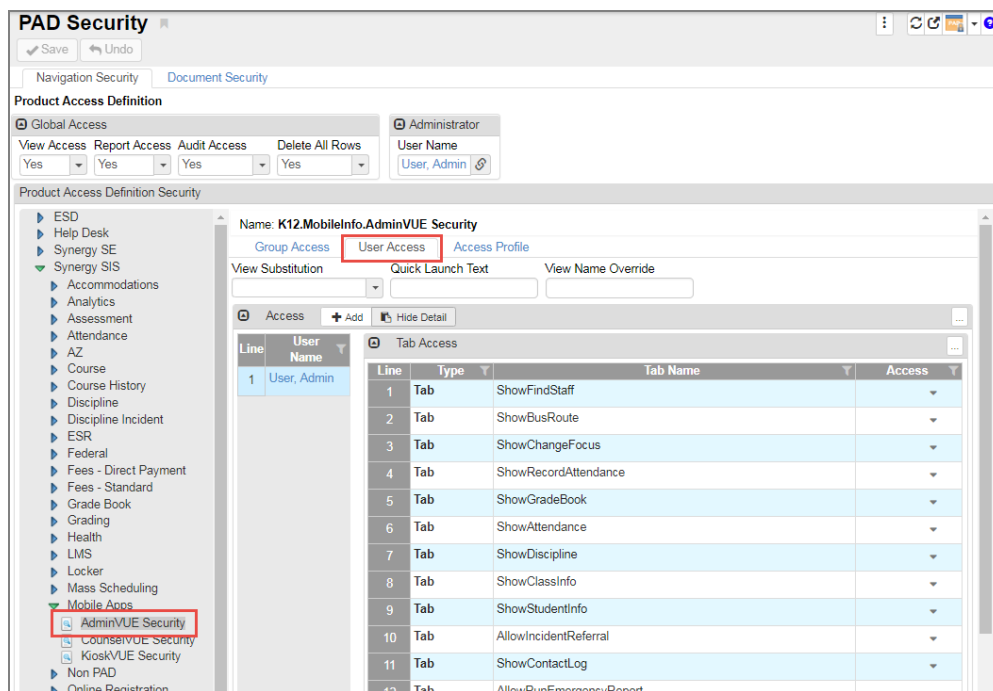 PAD Security
Save Undo
Navigation Security Document Security
Product Access Definition
Global Access
View Access Report Access Audit Access Delete All Rows
Yes Yes Yes Yes
Administrator
User Name
User, Admin
Product Access Definition Security
ESD
Help Desk
Synergy SE
Synergy SIS
Accommodations
Analytics
Assessment
Attendance
AZ
Course
Course History
Discipline
Discipline Incident
ESR
Federal
Fees - Direct Payment
Fees - Standard
Grade Book
Grading
Health
LMS
Locker
Mass Scheduling
Mobile Apps
AdminVUE Security
CounselVUE Security
KioskVUE Security
Non PAD
Online Registration
Name: K12.MobileInfo.AdminVUE Security
Group Access User Access Access Profile
View Substitution Quick Launch Text View Name Override
Access Add Hide Detail ...
Line User Name
1 User, Admin
Tab Access ...
Line Type Tab Name Access
1 Tab ShowFindStaff
2 Tab ShowBusRoute
3 Tab ShowChangeFocus
4 Tab ShowRecordAttendance
5 Tab ShowGradeBook
6 Tab ShowAttendance
7 Tab ShowDiscipline
8 Tab ShowClassInfo
9 Tab ShowStudentInfo
10 Tab AllowIncidentReferral
11 Tab ShowContactLog
12 Tab AllowRunEmergencyReport